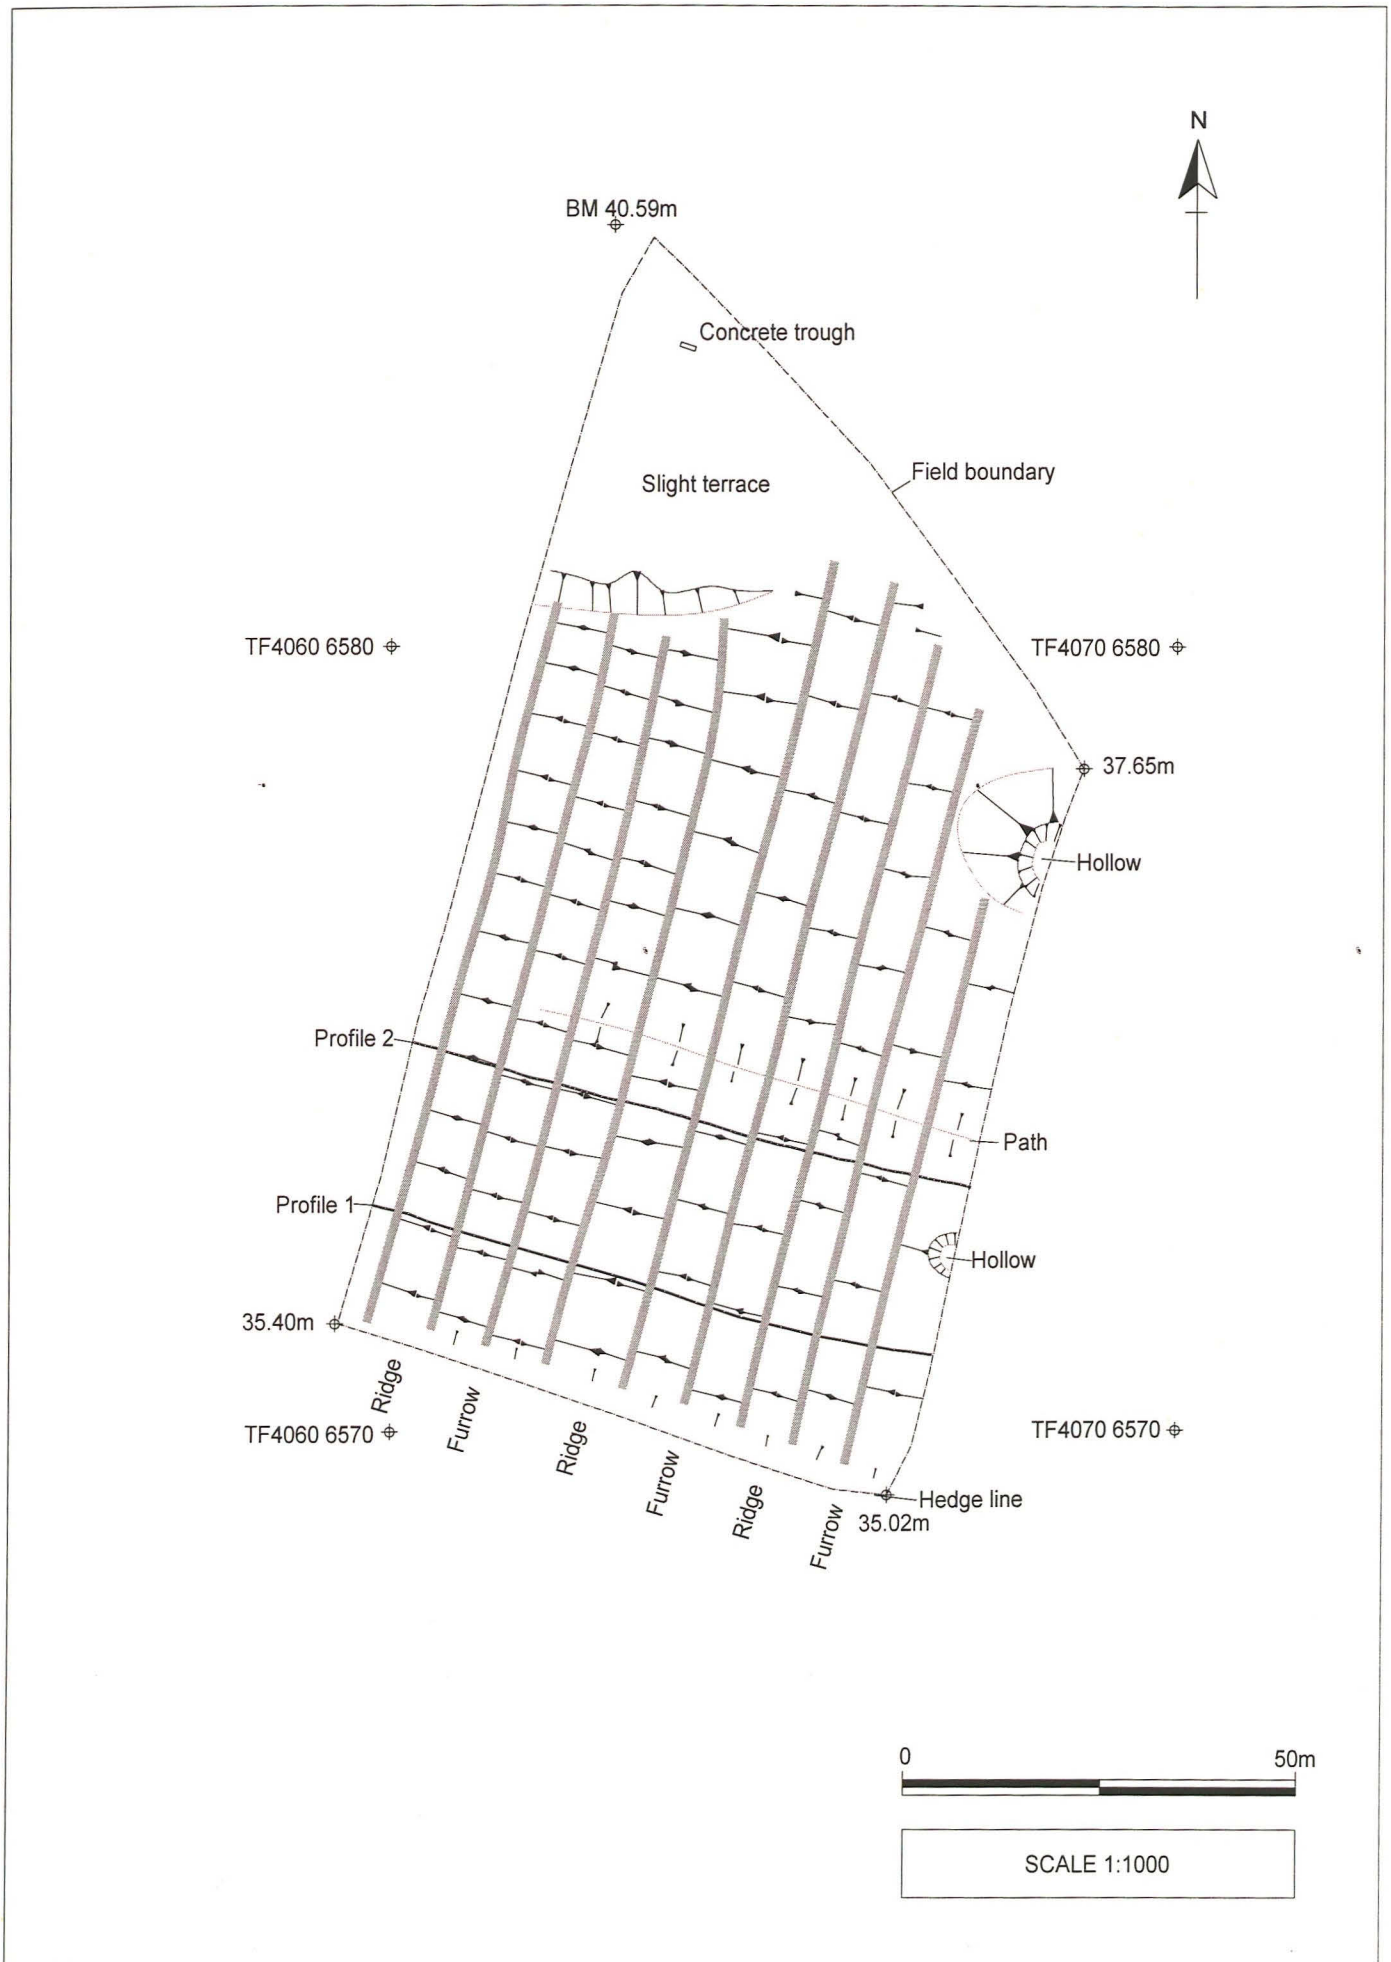 N
BM 40.59m
Concrete trough
Field boundary
Slight terrace
TF4060 6580
TF4070 6580
37.65m
Hollow
Profile 2
Path
Profile 1
Hollow
35.40m
Ridge
Furrow
Ridge
Furrow
Ridge
Furrow
TF4060 6570
TF4070 6570
Hedge line
35.02m
0
50m
SCALE 1:1000